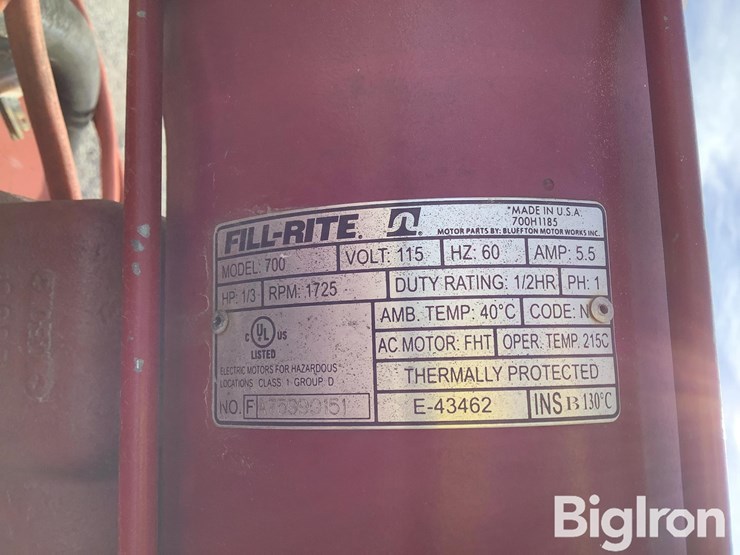 FILL-RITE®
*MADE IN U.S.A.
700H1185
MOTOR PARTS BY: BLUFFTON MOTOR WORKS INC.
MODEL: 700 VOLT: 115 HZ: 60 AMP: 5.5
HP: 1/3 RPM: 1725 DUTY RATING: 1/2HR PH: 1
AMB. TEMP: 40°C CODE: N
C UL US
LISTED
AC MOTOR: FHT OPER. TEMP. 215C
ELECTRIC MOTORS FOR HAZARDOUS
LOCATIONS CLASS 1 GROUP D
THERMALLY PROTECTED
NO. F
E-43462 INS B 130°C
BigIron